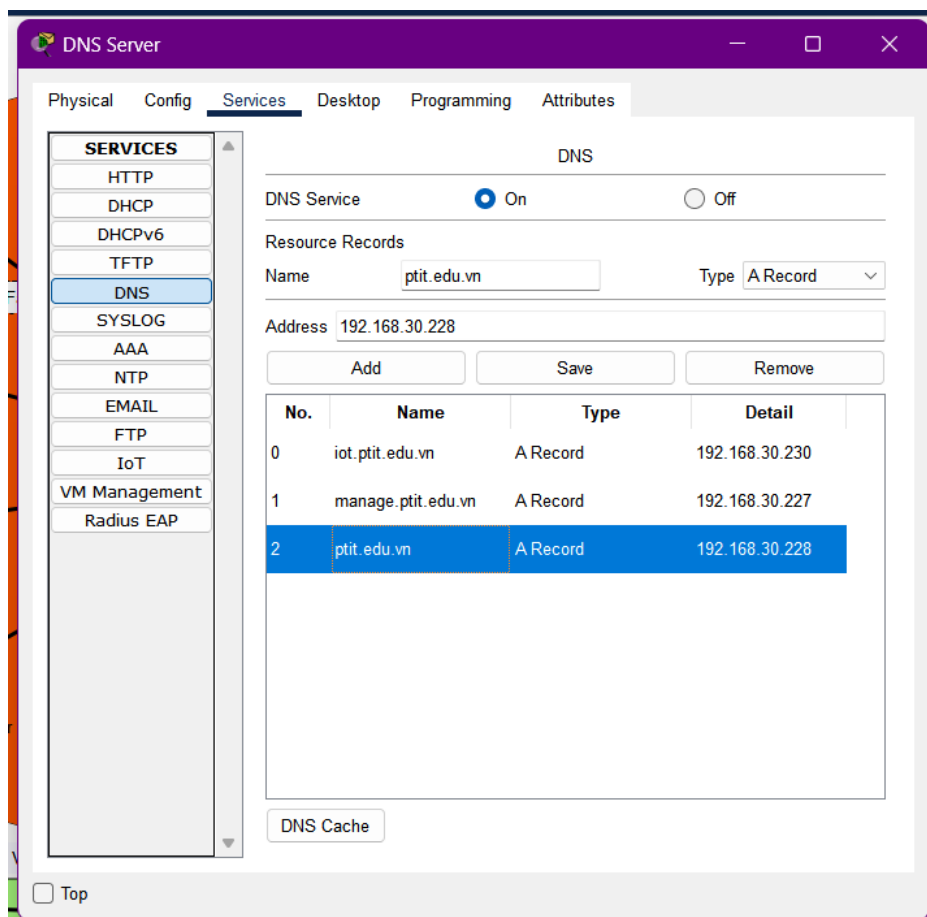 DNS Server
Physical Config Services Desktop Programming Attributes
SERVICES
HTTP
DHCP
DHCPv6
TFTP
DNS
SYSLOG
AAA
NTP
EMAIL
FTP
IoT
VM Management
Radius EAP
DNS
DNS Service On Off
Resource Records
Name ptit.edu.vn Type A Record
Address 192.168.30.228
Add Save Remove
No. Name Type Detail
0 iot.ptit.edu.vn A Record 192.168.30.230
1 manage.ptit.edu.vn A Record 192.168.30.227
2 ptit.edu.vn A Record 192.168.30.228
DNS Cache
Top